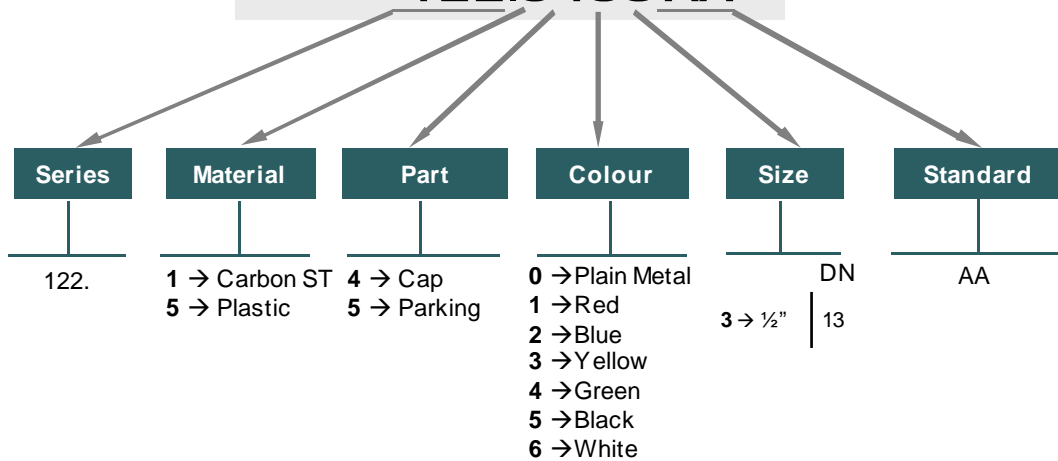 Series
122.
Material
1 → Carbon ST
5 → Plastic
Part
4 → Cap
5 → Parking
Colour
0 →Plain Metal
1 →Red
2 →Blue
3 →Yellow
4 →Green
5 →Black
6 →White
Size
DN
3 → ½” 13
Standard
AA